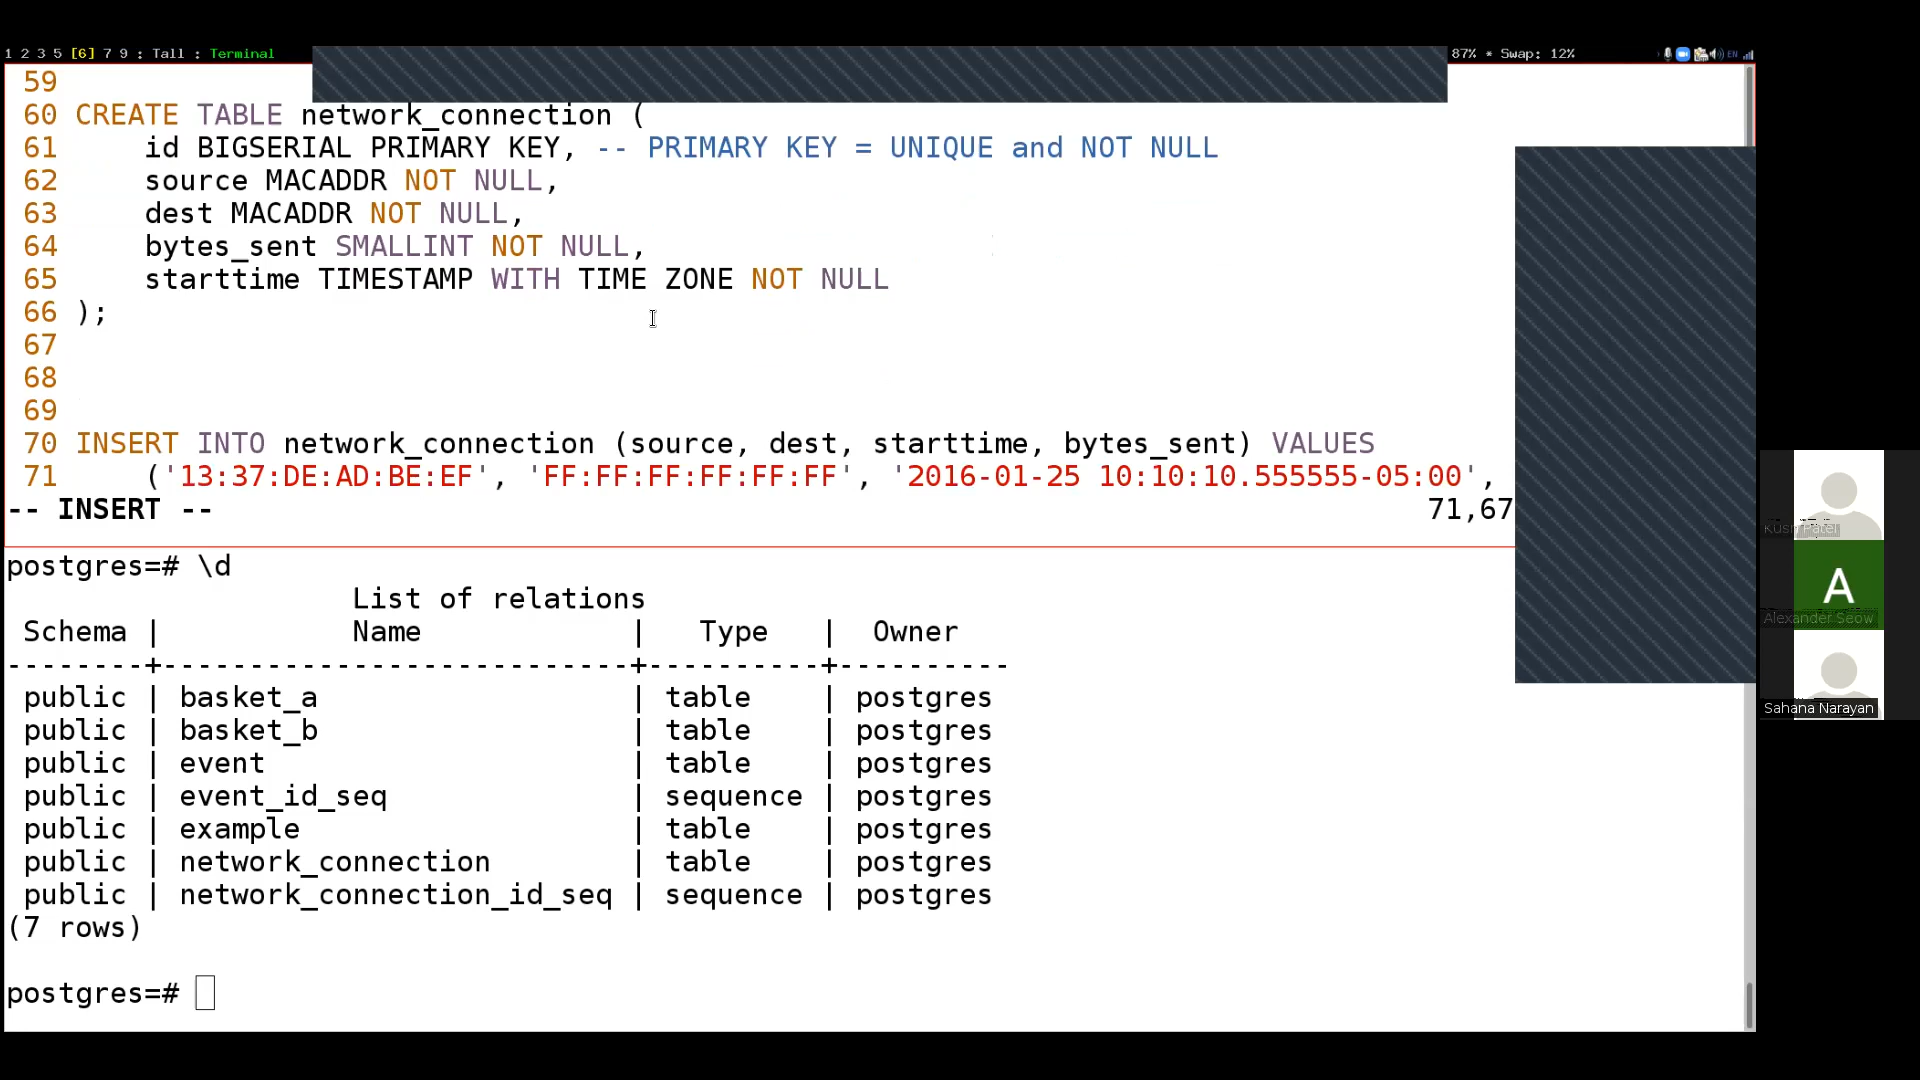 1 2 3 5 [6] 7 9 : Tall : Terminal
87% * Swap: 12%
EN
59
60 CREATE TABLE network_connection (
61     id BIGSERIAL PRIMARY KEY, -- PRIMARY KEY = UNIQUE and NOT NULL
62     source MACADDR NOT NULL,
63     dest MACADDR NOT NULL,
64     bytes_sent SMALLINT NOT NULL,
65     starttime TIMESTAMP WITH TIME ZONE NOT NULL
66 );
67
68
69
70 INSERT INTO network_connection (source, dest, starttime, bytes_sent) VALUES
71     ('13:37:DE:AD:BE:EF', 'FF:FF:FF:FF:FF:FF', '2016-01-25 10:10:10.555555-05:00',
-- INSERT -- 71,67
postgres=# \d
List of relations
Schema | Name | Type | Owner
--------+---------------------------+----------+----------
public | basket_a | table | postgres
public | basket_b | table | postgres
public | event | table | postgres
public | event_id_seq | sequence | postgres
public | example | table | postgres
public | network_connection | table | postgres
public | network_connection_id_seq | sequence | postgres
(7 rows)
postgres=#
Patel
A
Alexander Seow
Sahana Narayan